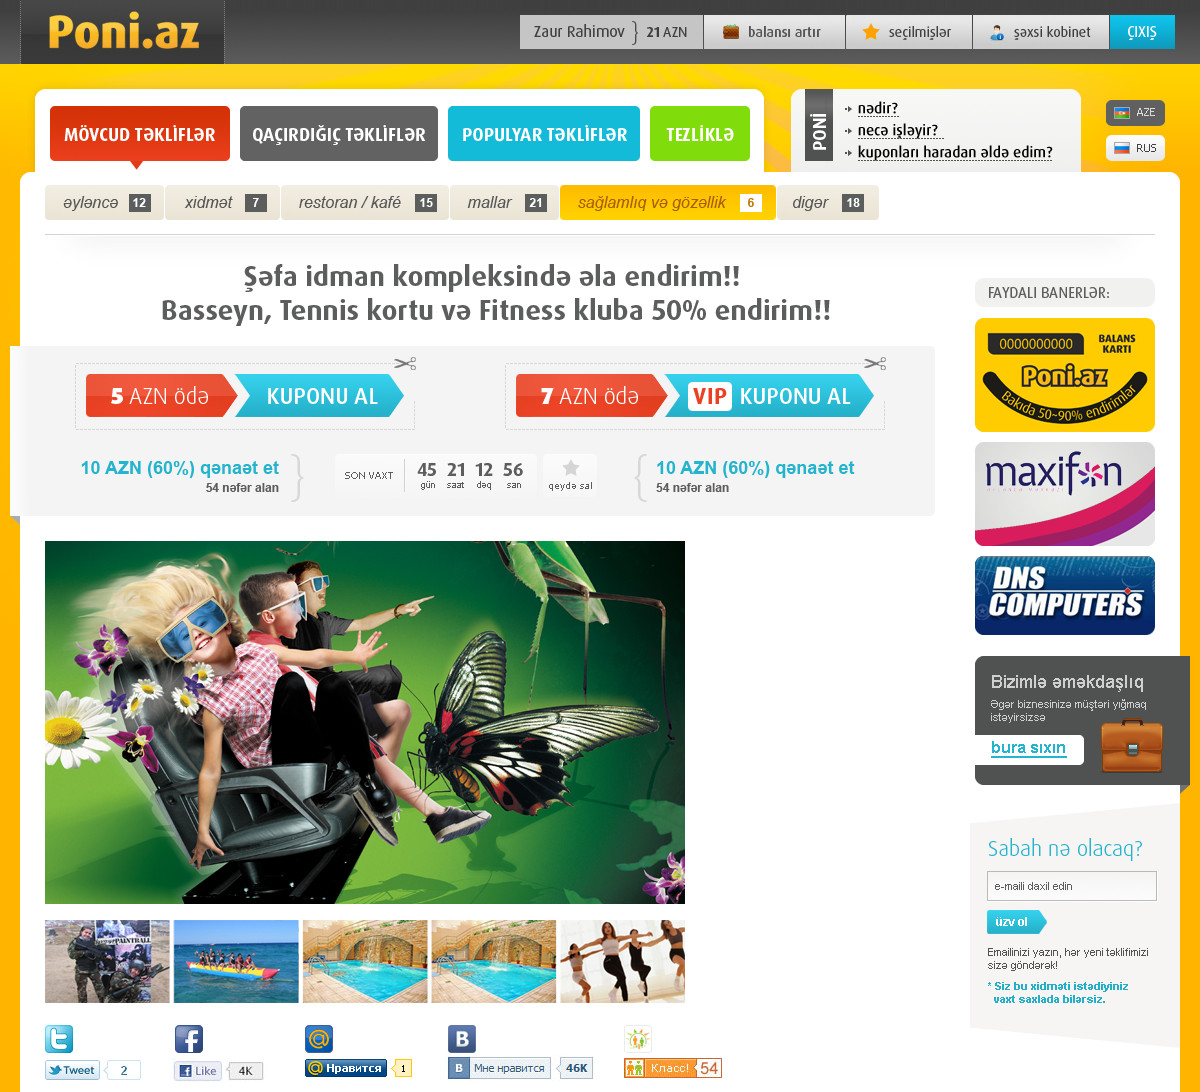 Poni.az
Zaur Rahimov } 21 AZN
balansı artır
seçilmişlər
şəxsi kobinet
ÇIXIŞ
MÖVCUD TƏKLİFLƏR
QAÇIRDIĞIÇ TƏKLİFLƏR
POPULYAR TƏKLİFLƏR
TEZLİKLƏ
PONİ
nədir?
necə işləyir?
kuponları haradan əldə edim?
AZE
RUS
əyləncə 12
xidmət 7
restoran / kafé 15
mallar 21
sağlamlıq və gözəllik 6
digər 18
Şəfa idman kompleksində əla endirim!!
Basseyn, Tennis kortu və Fitness kluba 50% endirim!!
5 AZN ödə
KUPONU AL
7 AZN ödə
VIP KUPONU AL
10 AZN (60%) qənaət et
54 nəfər alan
SON VAXT
45 21 12 56
gün saat dəq san
qeydə sal
10 AZN (60%) qənaət et
54 nəfər alan
FAYDALI BANERLƏR:
0000000000
BALANS
KARTI
Poni.az
Bakıda 50~90% endirimlər
maxifon
DNS
COMPUTERS
Bizimlə əməkdaşlıq
Əgər biznesinizə müştəri yığmaq
istəyirsizsə
bura sıxın
Sabah nə olacaq?
e-maili daxil edin
üzv ol
Emailinizi yazın, hər yeni təklifimizi
sizə göndərək!
* Siz bu xidməti istədiyiniz
vaxt saxlada bilərsiz.
PAINTBALL
Tweet 2
Like 4K
Нравится 1
В
В Мне нравится 46K
Класс! 54